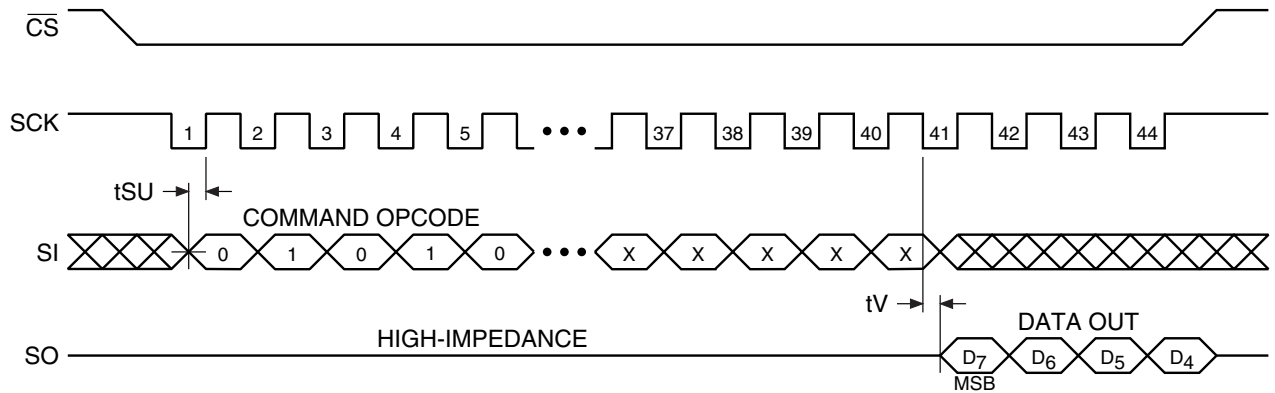 CS
SCK 1 2 3 4 5 ••• 37 38 39 40 41 42 43 44
tSU
COMMAND OPCODE
SI 0 1 0 1 0 ••• X X X X X
tV
HIGH-IMPEDANCE
DATA OUT
SO D7 D6 D5 D4
MSB